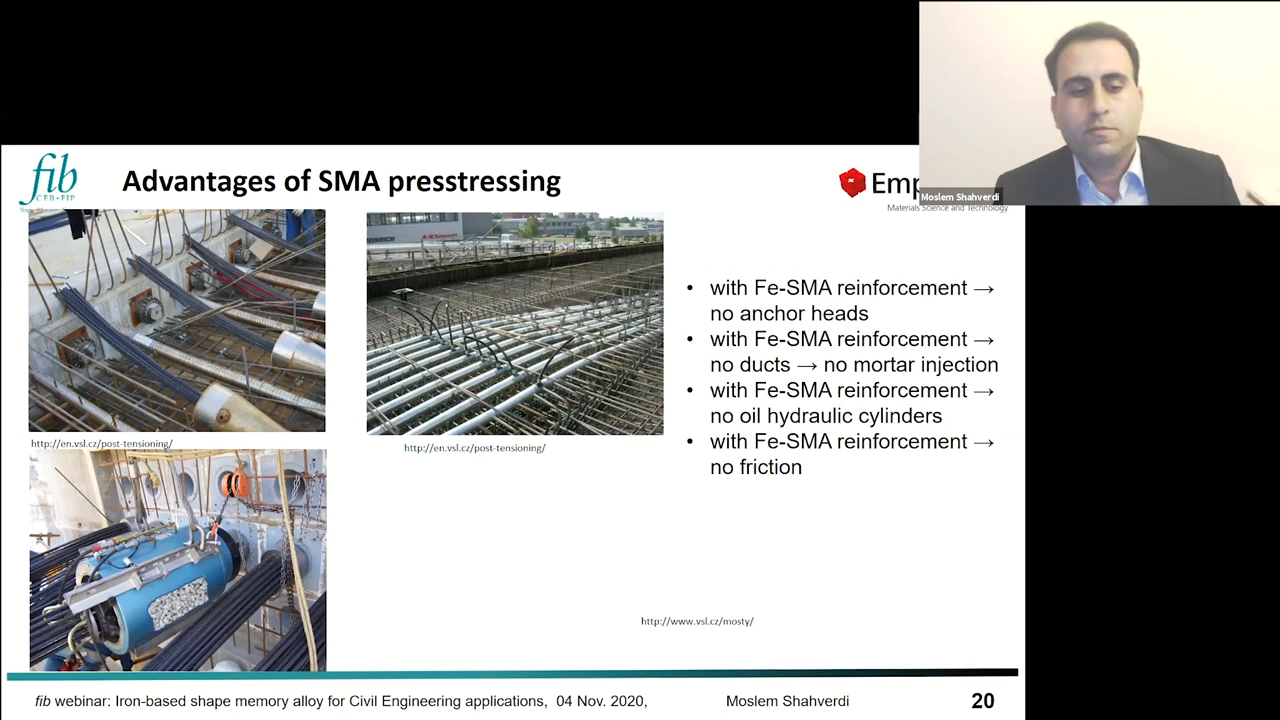 Moslem Shahverdi
fib
CEB-FIP
Advantages of SMA presstressing
Emp
Materials Science and Technology
with Fe-SMA reinforcement →
no anchor heads
with Fe-SMA reinforcement →
no ducts → no mortar injection
with Fe-SMA reinforcement →
no oil hydraulic cylinders
with Fe-SMA reinforcement →
no friction
http://en.vsl.cz/post-tensioning/
http://en.vsl.cz/post-tensioning/
http://www.vsl.cz/mosty/
fib webinar: Iron-based shape memory alloy for Civil Engineering applications, 04 Nov. 2020,
Moslem Shahverdi
20